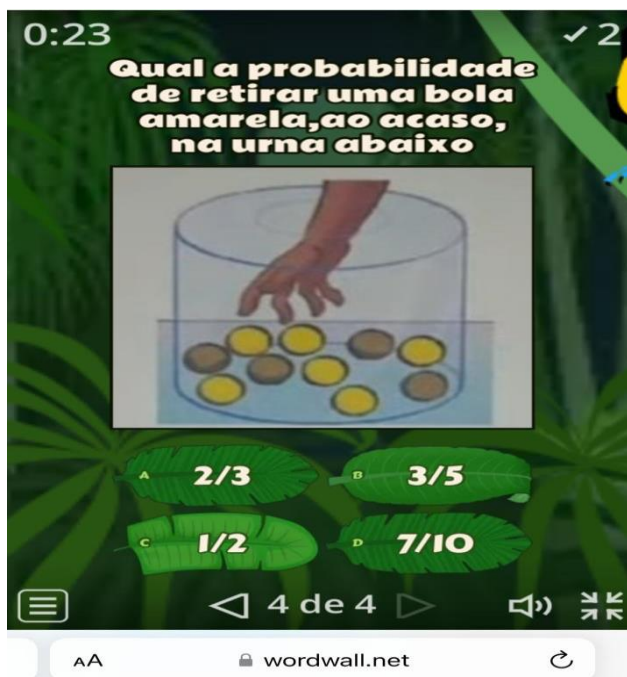 0:23
✓ 2
Qual a probabilidade
de retirar uma bola
amarela,ao acaso,
na urna abaixo
A 2/3
B 3/5
C 1/2
D 7/10
4 de 4
AA wordwall.net